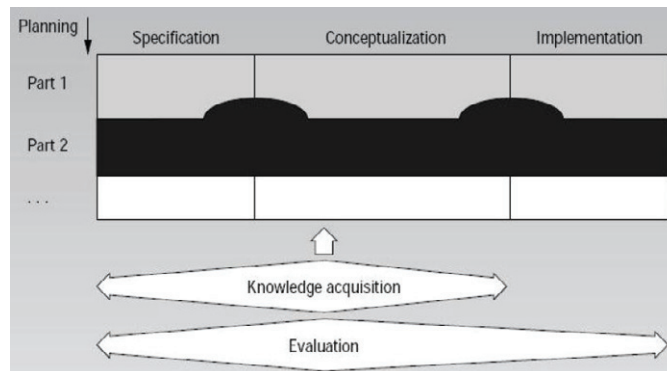 Planning
Specification Conceptualization Implementation
Part 1
Part 2
. . .
Knowledge acquisition
Evaluation